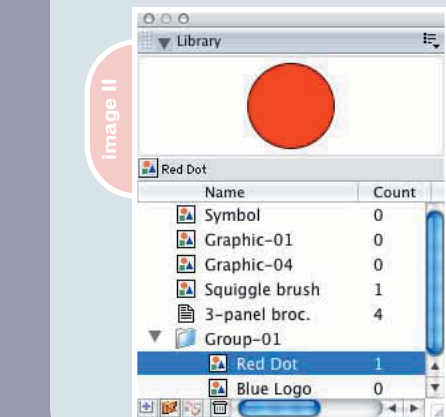 Library
image II
Red Dot
Name Count
Symbol 0
Graphic-01 0
Graphic-04 0
Squiggle brush 1
3-panel broc. 4
Group-01
Red Dot 1
Blue Logo 0